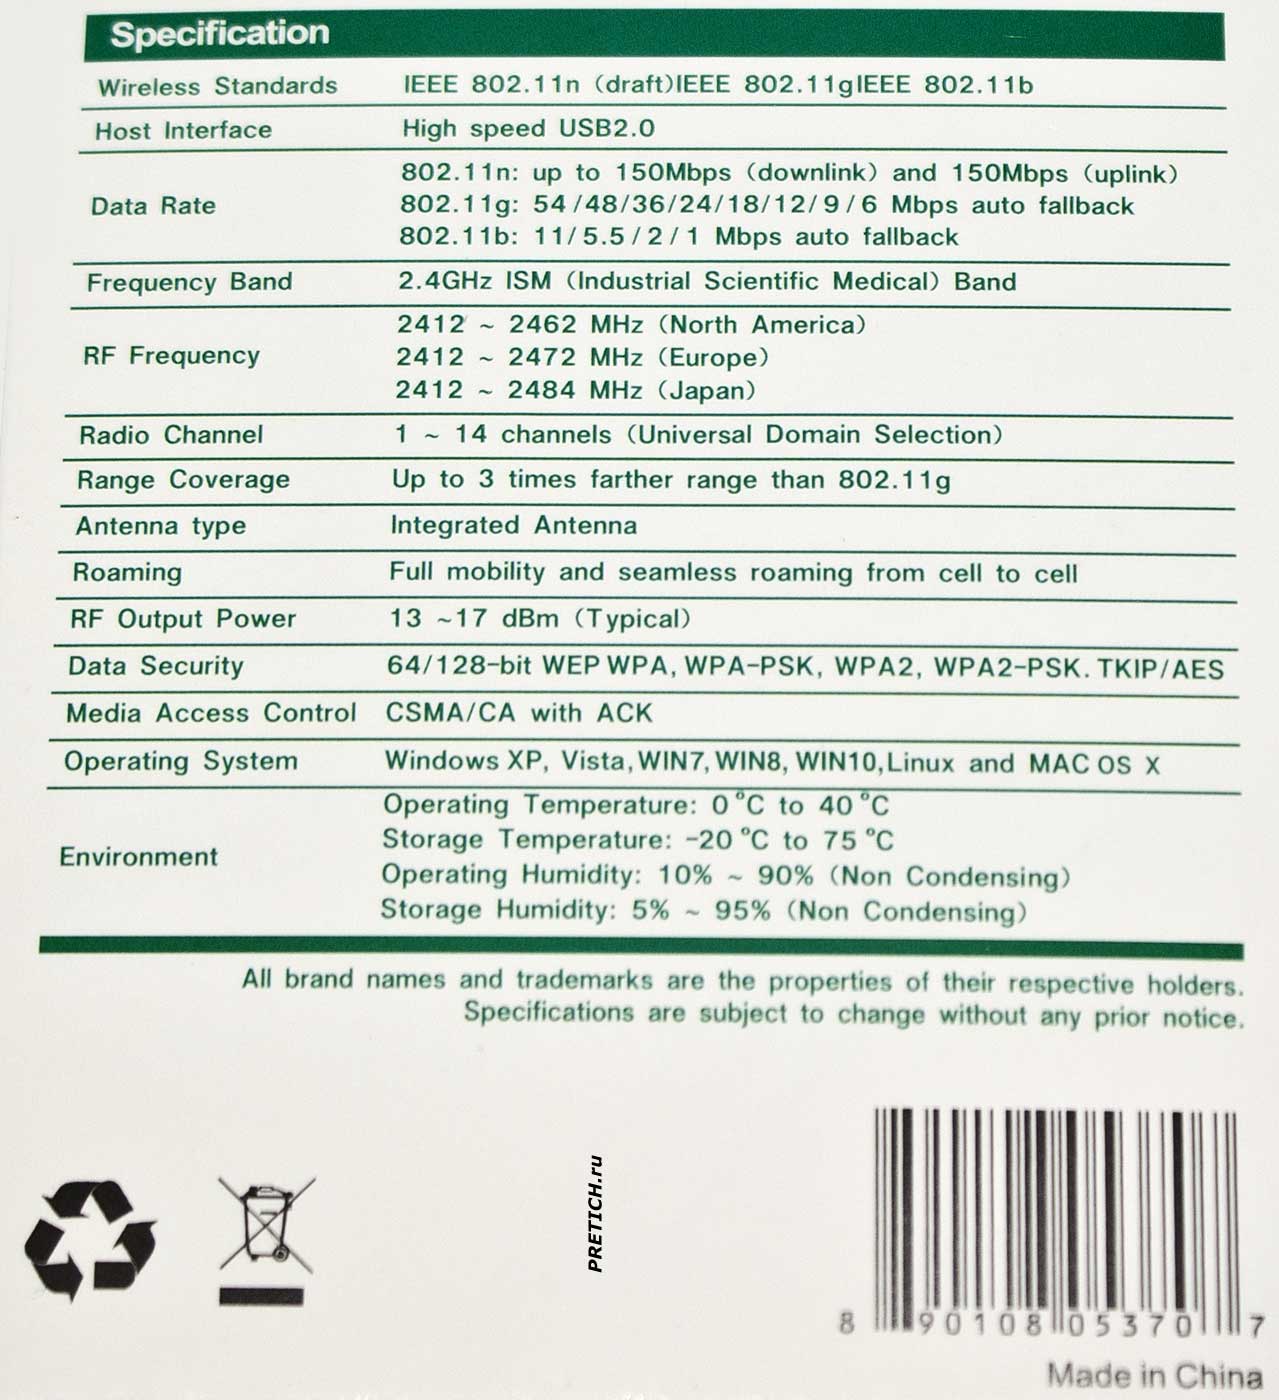 Specification
Wireless Standards IEEE 802.11n (draft)IEEE 802.11gIEEE 802.11b
Host Interface High speed USB2.0
Data Rate 802.11n: up to 150Mbps (downlink) and 150Mbps (uplink)
802.11g: 54/48/36/24/18/12/9/6 Mbps auto fallback
802.11b: 11/5.5/2/1 Mbps auto fallback
Frequency Band 2.4GHz ISM (Industrial Scientific Medical) Band
RF Frequency 2412 ~ 2462 MHz (North America)
2412 ~ 2472 MHz (Europe)
2412 ~ 2484 MHz (Japan)
Radio Channel 1 ~ 14 channels (Universal Domain Selection)
Range Coverage Up to 3 times farther range than 802.11g
Antenna type Integrated Antenna
Roaming Full mobility and seamless roaming from cell to cell
RF Output Power 13 ~17 dBm (Typical)
Data Security 64/128-bit WEP WPA, WPA-PSK, WPA2, WPA2-PSK. TKIP/AES
Media Access Control CSMA/CA with ACK
Operating System Windows XP, Vista, WIN7, WIN8, WIN10, Linux and MAC OS X
Environment Operating Temperature: 0 °C to 40 °C
Storage Temperature: -20 °C to 75 °C
Operating Humidity: 10% ~ 90% (Non Condensing)
Storage Humidity: 5% ~ 95% (Non Condensing)
All brand names and trademarks are the properties of their respective holders.
Specifications are subject to change without any prior notice.
PRETICH.ru
8 90108 05370 7
Made in China